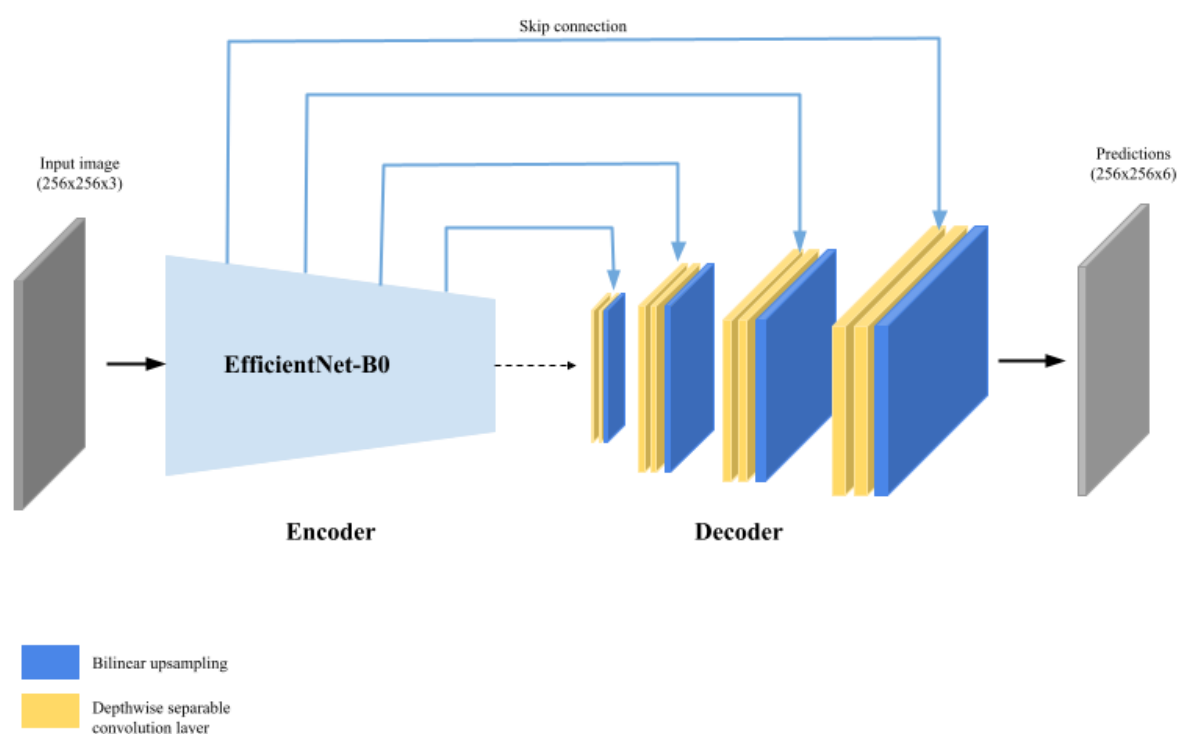 Skip connection
Input image
(256x256x3)
Predictions
(256x256x6)
EfficientNet-B0
Encoder
Decoder
Bilinear upsampling
Depthwise separable
convolution layer